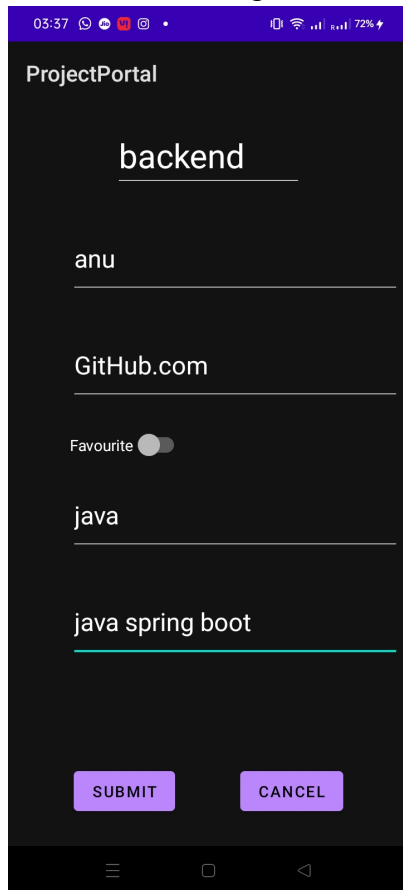 03:37 72%
ProjectPortal
backend
anu
GitHub.com
Favourite
java
java spring boot
SUBMIT CANCEL